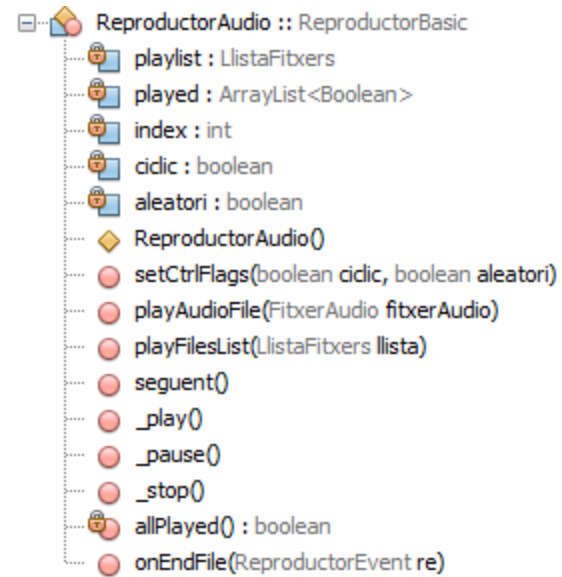 ReproductorAudio :: ReproductorBasic
playlist : LlistaFitxers
played : ArrayList<Boolean>
index : int
ciclic : boolean
aleatori : boolean
ReproductorAudio()
setCtrlFlags(boolean ciclic, boolean aleatori)
playAudioFile(FitxerAudio fitxerAudio)
playFilesList(LlistaFitxers llista)
seguent()
_play()
_pause()
_stop()
allPlayed() : boolean
onEndFile(ReproductorEvent re)